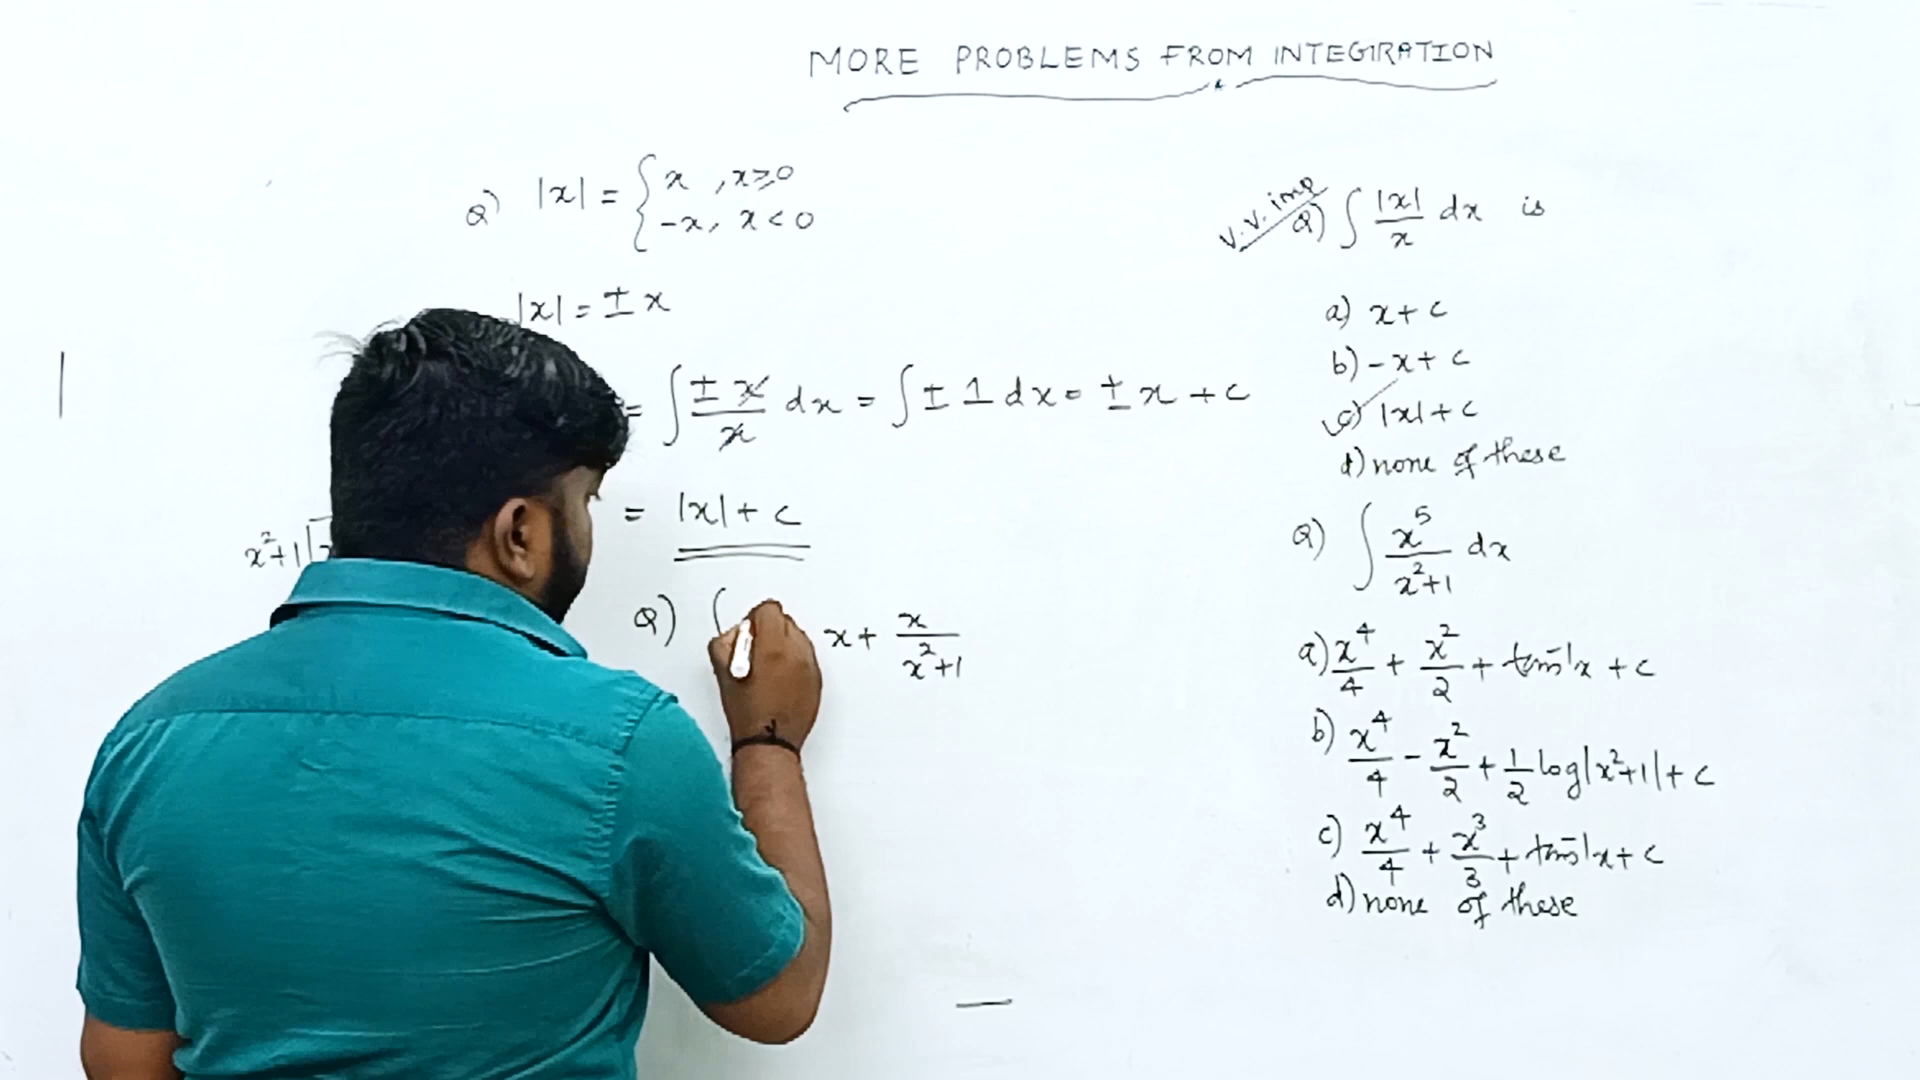 MORE PROBLEMS FROM INTEGRATION
Q) |x| = { x , x ≥ 0
-x, x < 0
|x| = ± x
= ∫ ± x / x dx = ∫ ± 1 dx = ± x + c
= |x| + c
x²+1
Q) ∫ x + x / x²+1
V.V. imp
Q) ∫ |x| / x dx is
a) x + c
b) - x + c
c) |x| + c
d) none of these
Q) ∫ x⁵ / x²+1 dx
a) x⁴/4 + x²/2 + tan⁻¹x + c
b) x⁴/4 - x²/2 + 1/2 log|x²+1| + c
c) x⁴/4 + x³/3 + tan⁻¹x + c
d) none of these